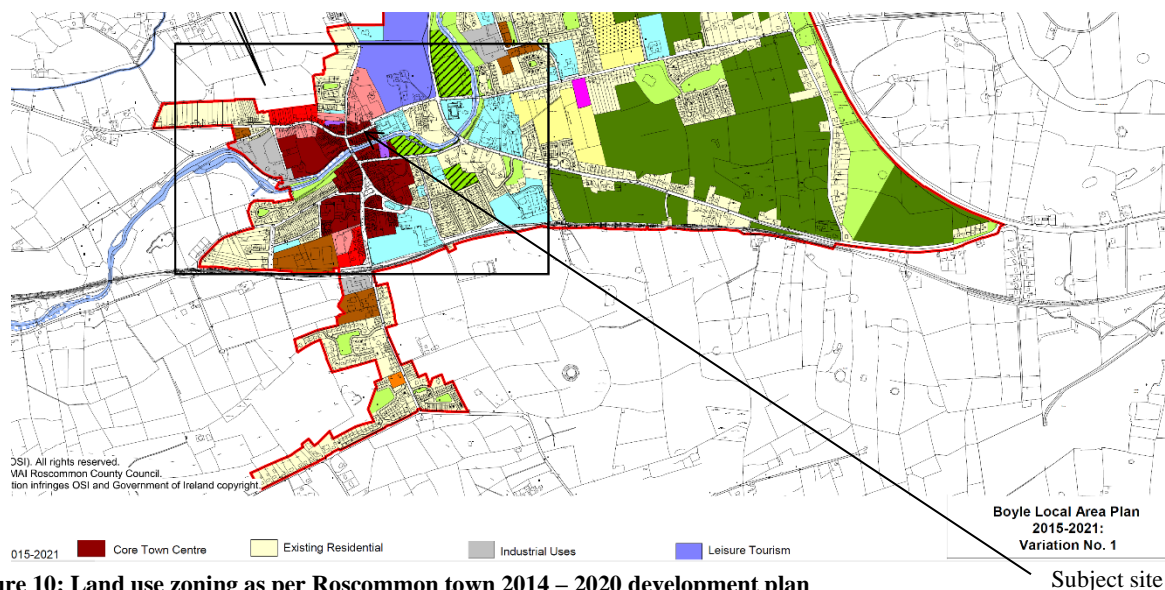 OSI). All rights reserved.
MAI Roscommon County Council.
tion infringes OSI and Government of Ireland copyright.
Boyle Local Area Plan
2015-2021:
Variation No. 1
015-2021 Core Town Centre Existing Residential Industrial Uses Leisure Tourism
ure 10: Land use zoning as per Roscommon town 2014 – 2020 development plan
Subject site